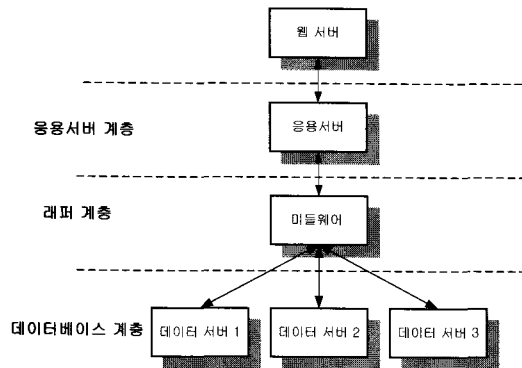 웹 서버
응용서버 계층
응용서버
래퍼 계층
미들웨어
데이터베이스 계층
데이터 서버 1
데이터 서버 2
데이터 서버 3